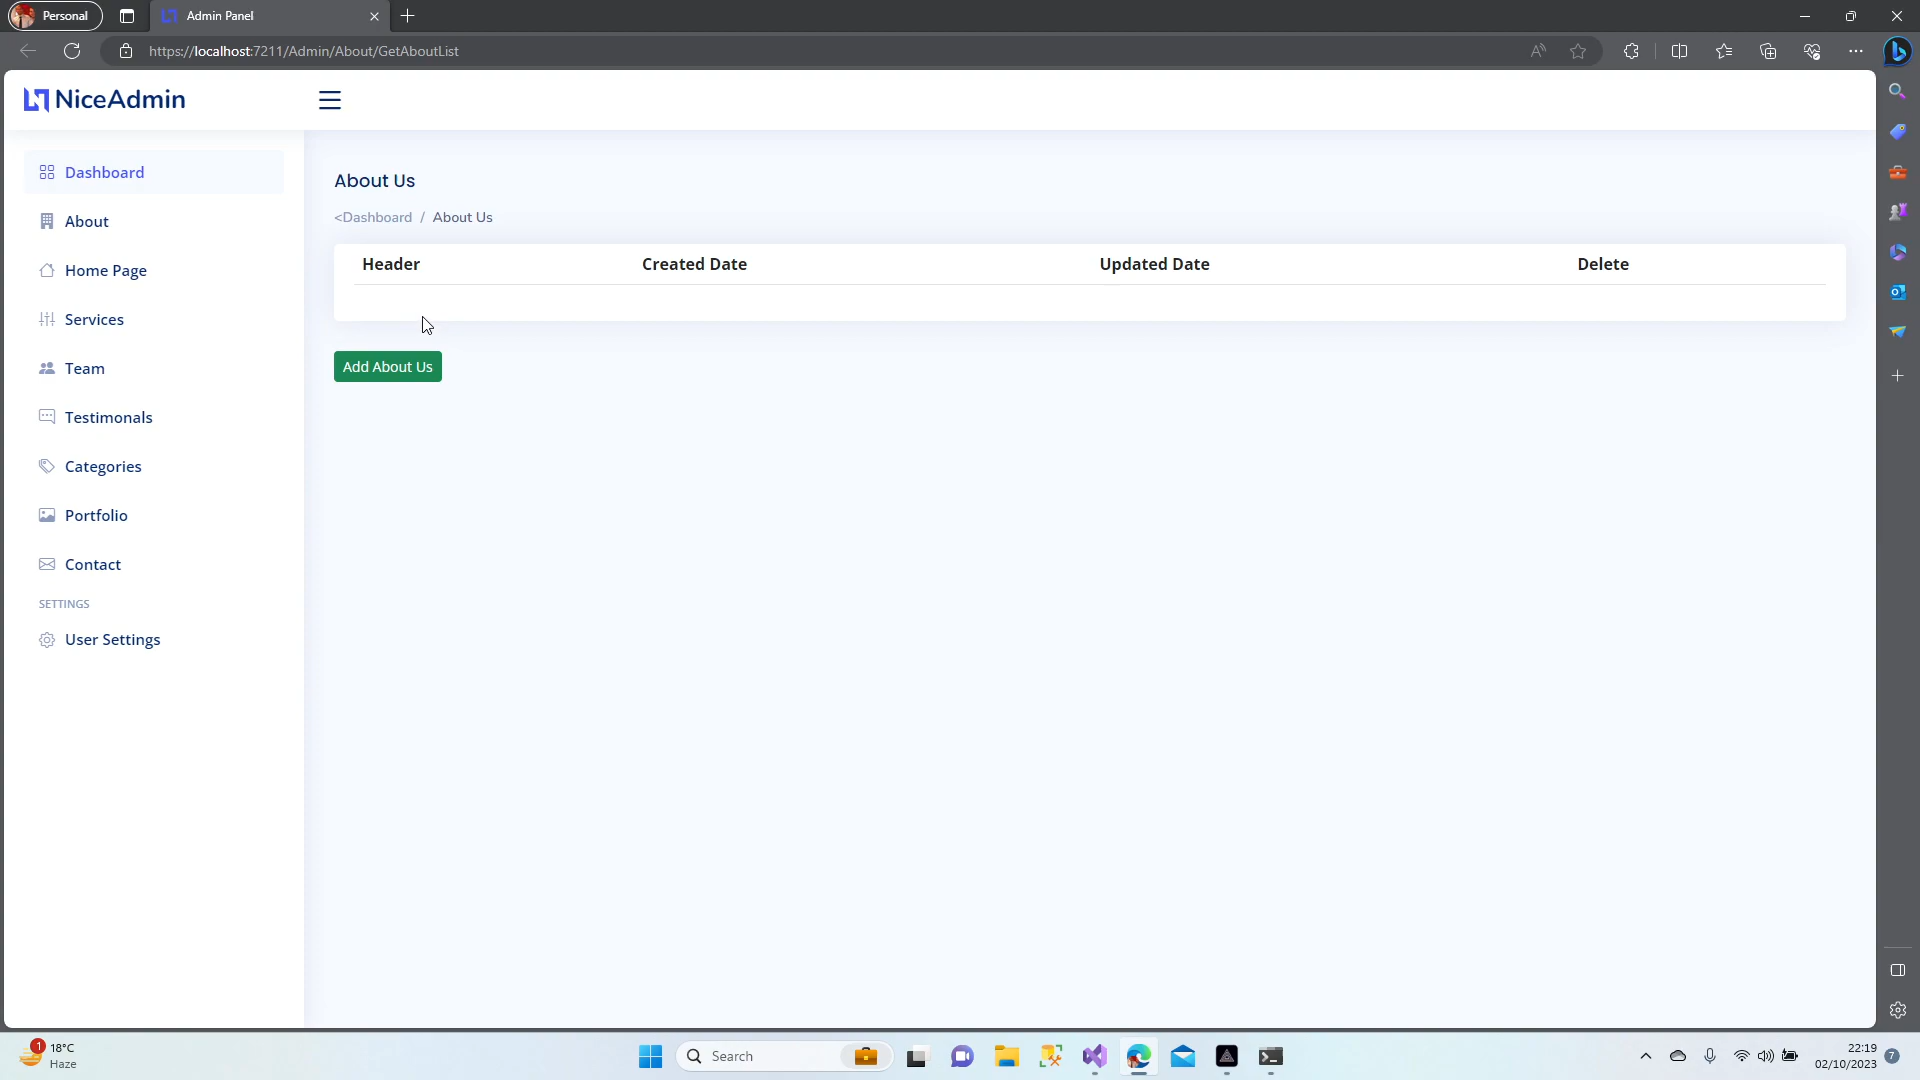 Personal
Admin Panel
https://localhost:7211/Admin/About/GetAboutList
NiceAdmin
Dashboard
About
Home Page
Services
Team
Testimonals
Categories
Portfolio
Contact
SETTINGS
User Settings
About Us
<Dashboard / About Us
Header Created Date Updated Date Delete
Add About Us
1
18°C
Haze
Search
22:19
02/10/2023
7